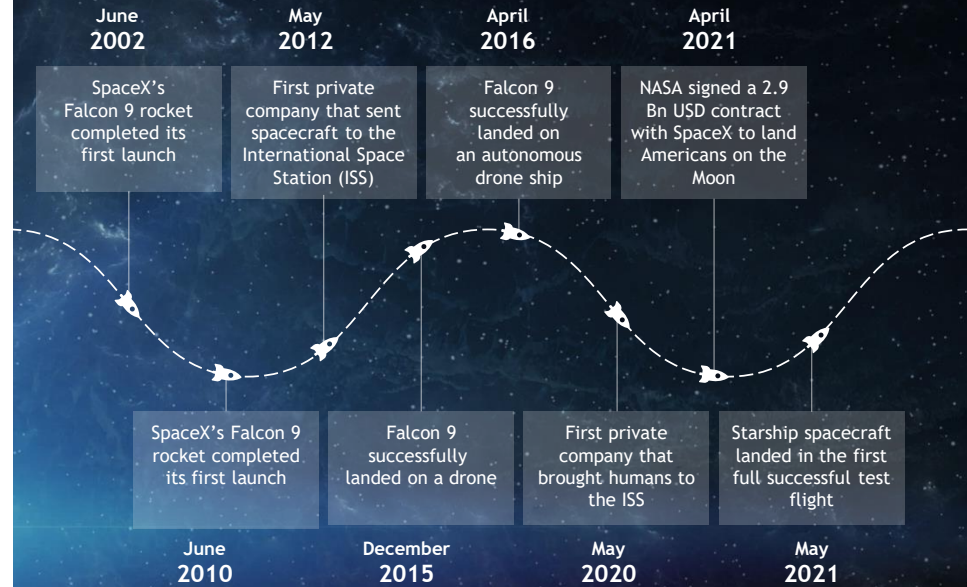 June
2002
SpaceX’s
Falcon 9 rocket
completed its
first launch
May
2012
First private
company that sent
spacecraft to the
International Space
Station (ISS)
April
2016
Falcon 9
successfully
landed on
an autonomous
drone ship
April
2021
NASA signed a 2.9
Bn USD contract
with SpaceX to land
Americans on the
Moon
SpaceX’s Falcon 9
rocket completed
its first launch
June
2010
Falcon 9
successfully
landed on a drone
December
2015
First private
company that
brought humans to
the ISS
May
2020
Starship spacecraft
landed in the first
full successful test
flight
May
2021